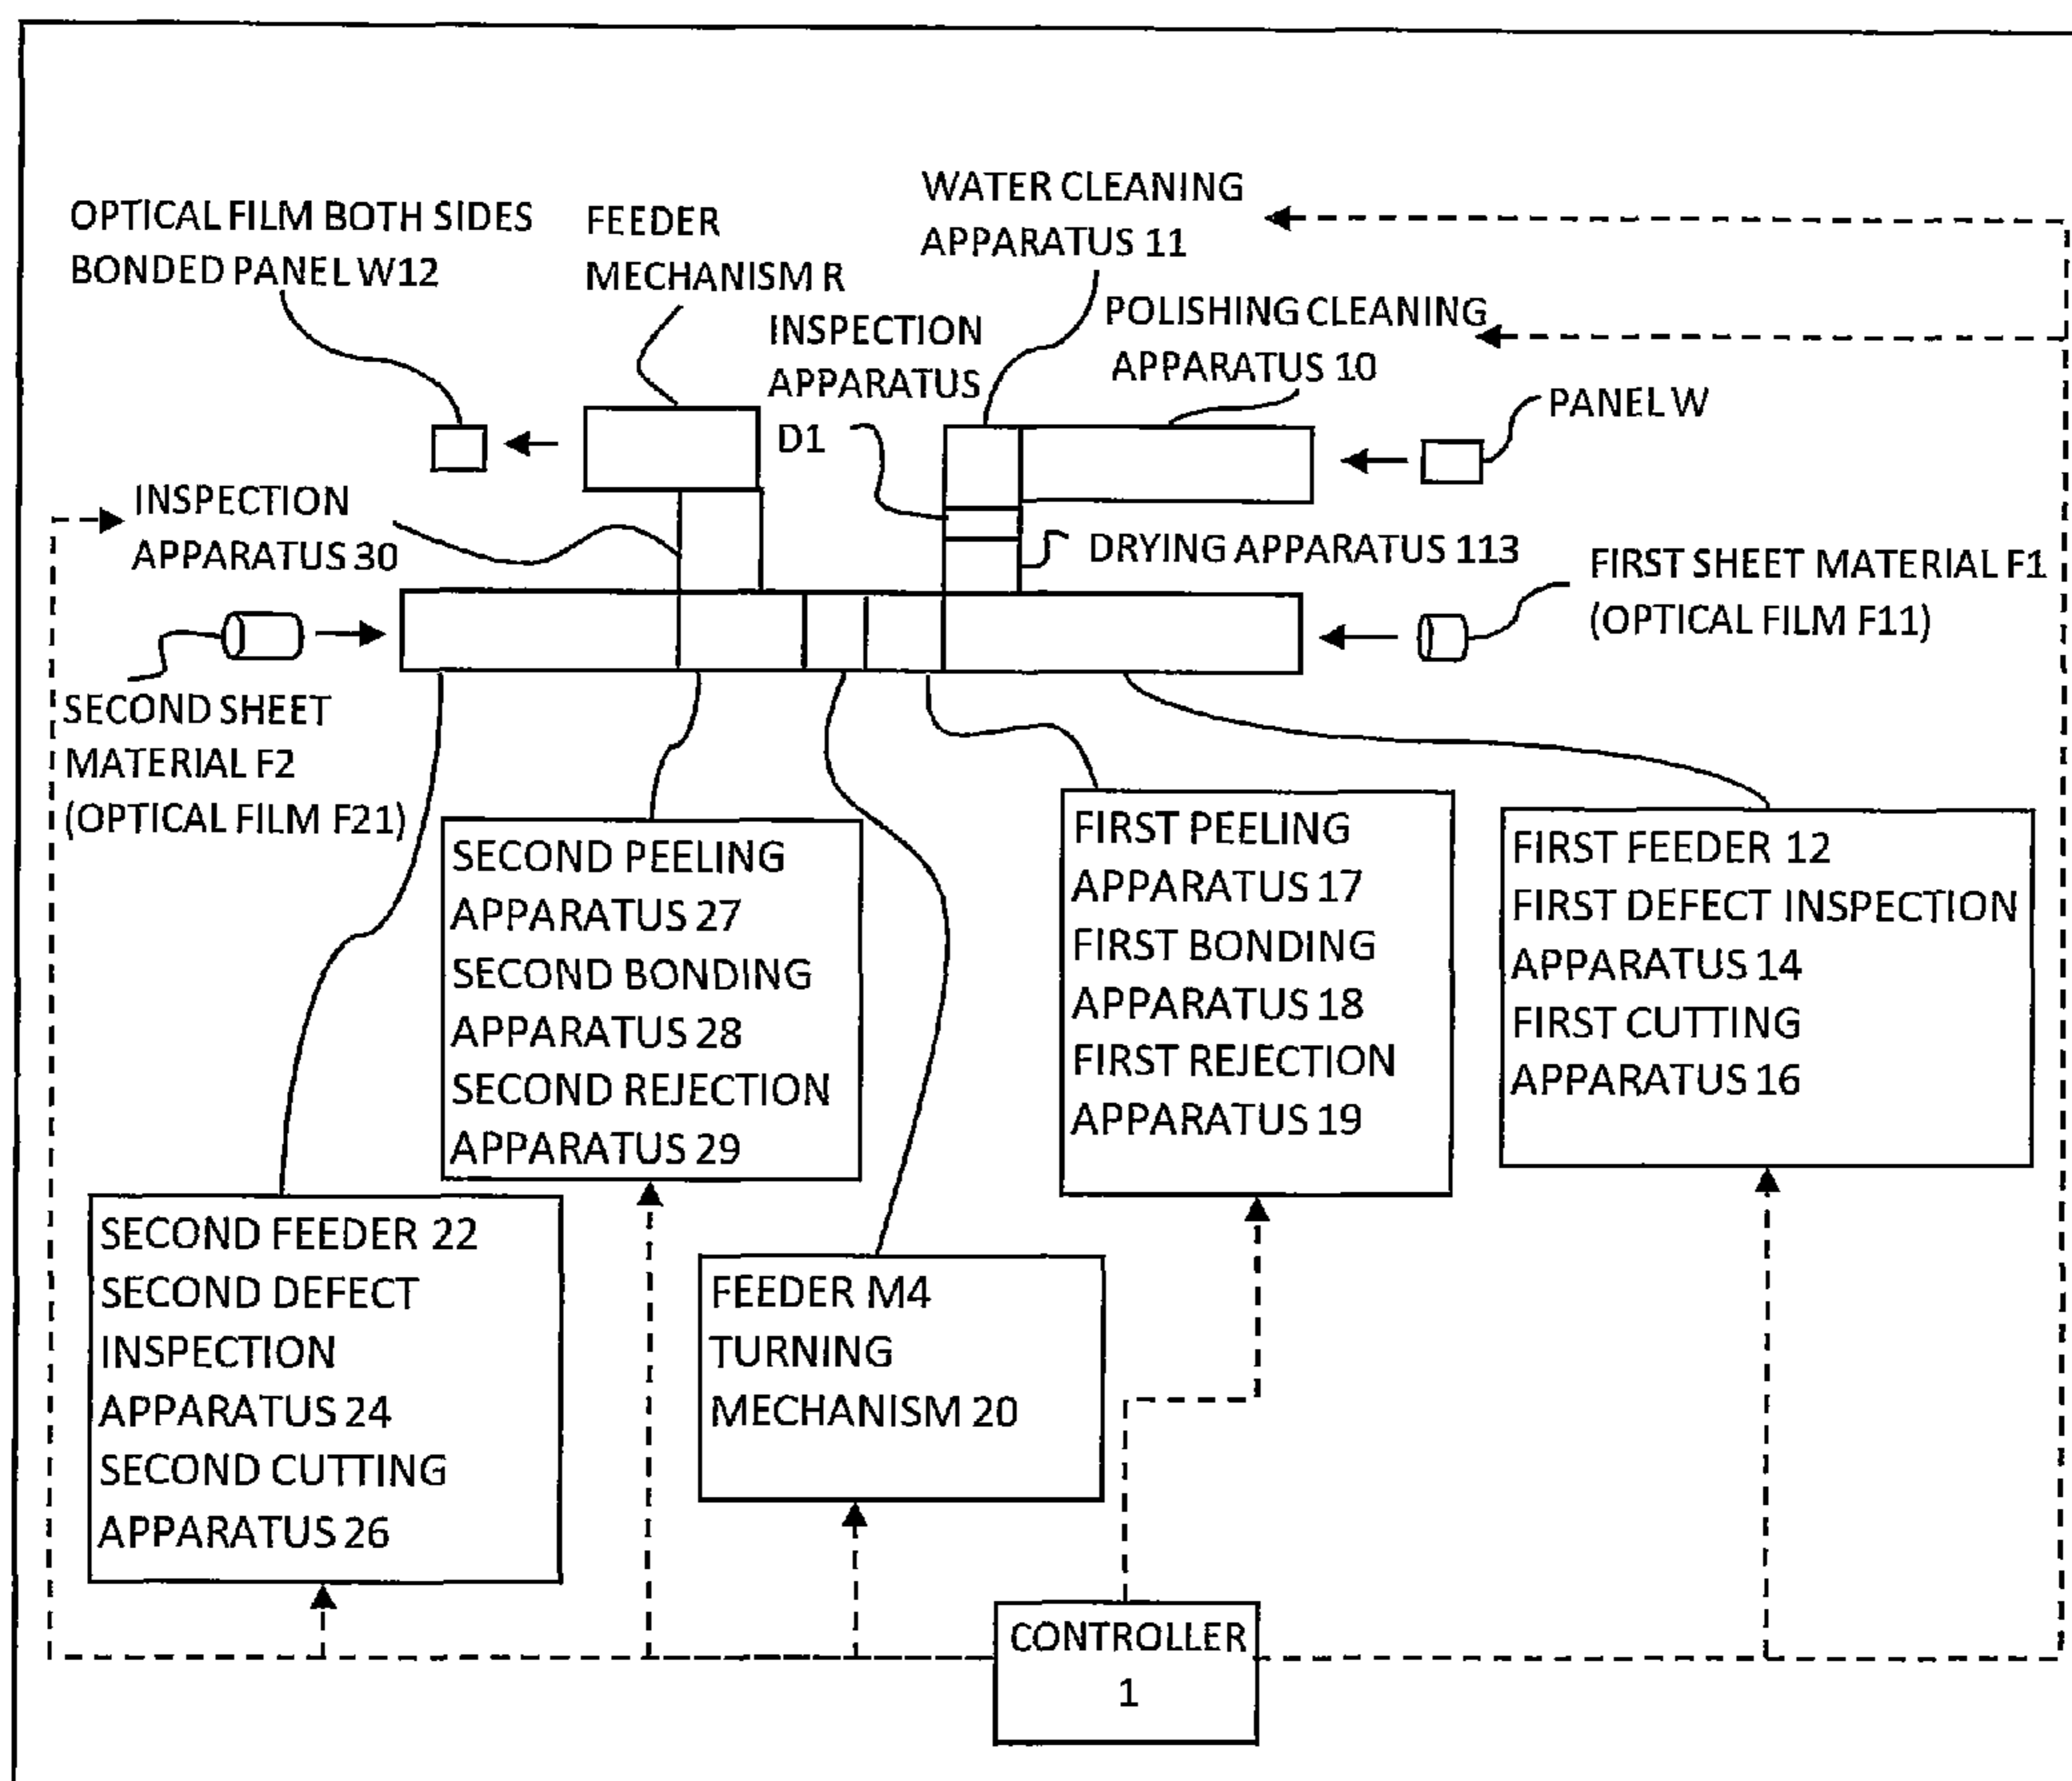 WATER CLEANING
APPARATUS 11
OPTICAL FILM BOTH SIDES
BONDED PANEL W12
FEEDER
MECHANISM R
INSPECTION
APPARATUS
D1
POLISHING CLEANING
APPARATUS 10
PANEL W
INSPECTION
APPARATUS 30
DRYING APPARATUS 113
FIRST SHEET MATERIAL F1
(OPTICAL FILM F11)
SECOND SHEET
MATERIAL F2
(OPTICAL FILM F21)
SECOND PEELING
APPARATUS 27
SECOND BONDING
APPARATUS 28
SECOND REJECTION
APPARATUS 29
FIRST PEELING
APPARATUS 17
FIRST BONDING
APPARATUS 18
FIRST REJECTION
APPARATUS 19
FIRST FEEDER 12
FIRST DEFECT INSPECTION
APPARATUS 14
FIRST CUTTING
APPARATUS 16
SECOND FEEDER 22
SECOND DEFECT
INSPECTION
APPARATUS 24
SECOND CUTTING
APPARATUS 26
FEEDER M4
TURNING
MECHANISM 20
CONTROLLER
1